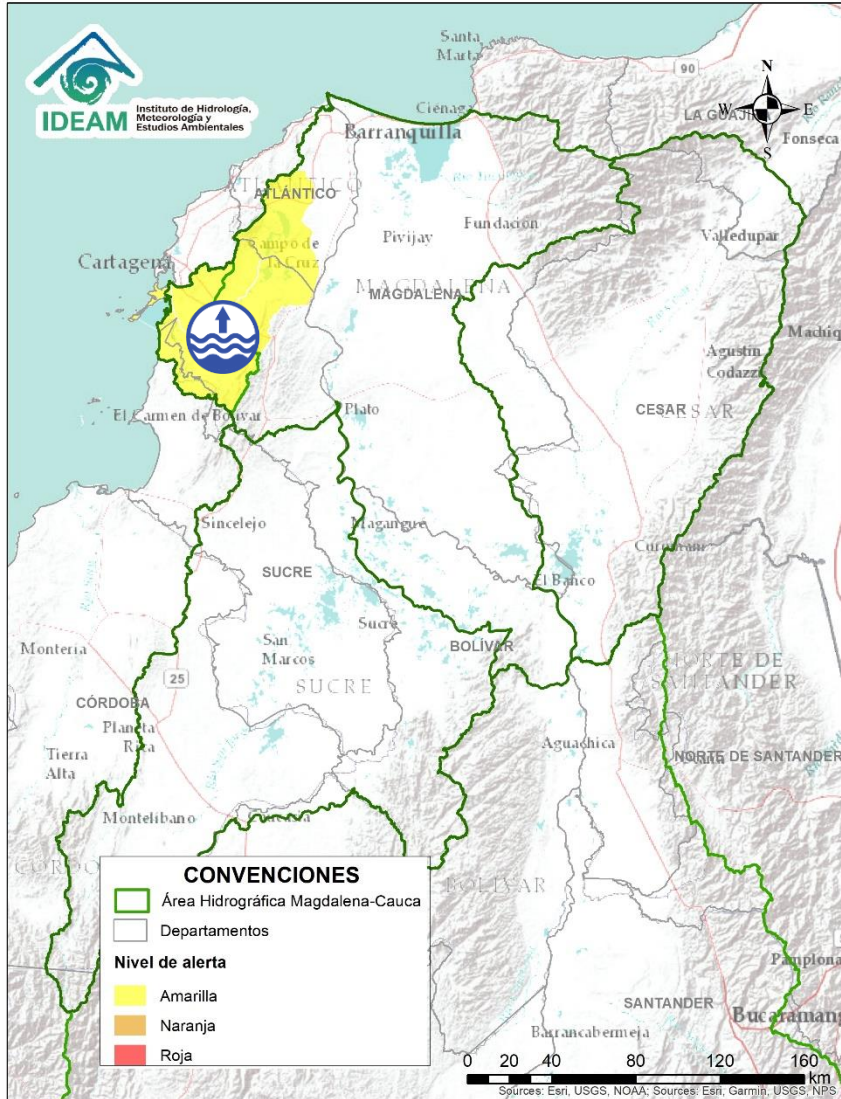 IDEAM
Instituto de Hidrología,
Meteorología y
Estudios Ambientales
Santa
Marta
90
N
W
E
S
LA GUAJI
Fonseca
Ciénaga
Barranquilla
ATLÁNTICO
Fundación
Pivijay
Valledupar
Campo de
la Cruz
Cartagena
MAGDALENA
MAGDALENA
Agustín
Codazzi
CESAR
CESAR
El Carmen de Bolívar
Plato
Sincelejo
Magangue
Curumaní
El Banco
SUCRE
Sucre
San
Marcos
BOLÍVAR
Montería
25
SUCRE
NORTE DE
SANTANDER
CÓRDOBA
Planeta
Rica
Tierra
Alta
Aguachica
NORTE DE SANTANDER
Montelibano
BOLÍVAR
CONVENCIONES
Área Hidrográfica Magdalena-Cauca
Departamentos
Nivel de alerta
Amarilla
Naranja
Roja
Pamplona
SANTANDER
Bucaramang
Barrancabermeja
0 20 40 80 120 160
Km
Sources: Esri, USGS, NOAA; Sources: Esri, Garmin, USGS, NPS